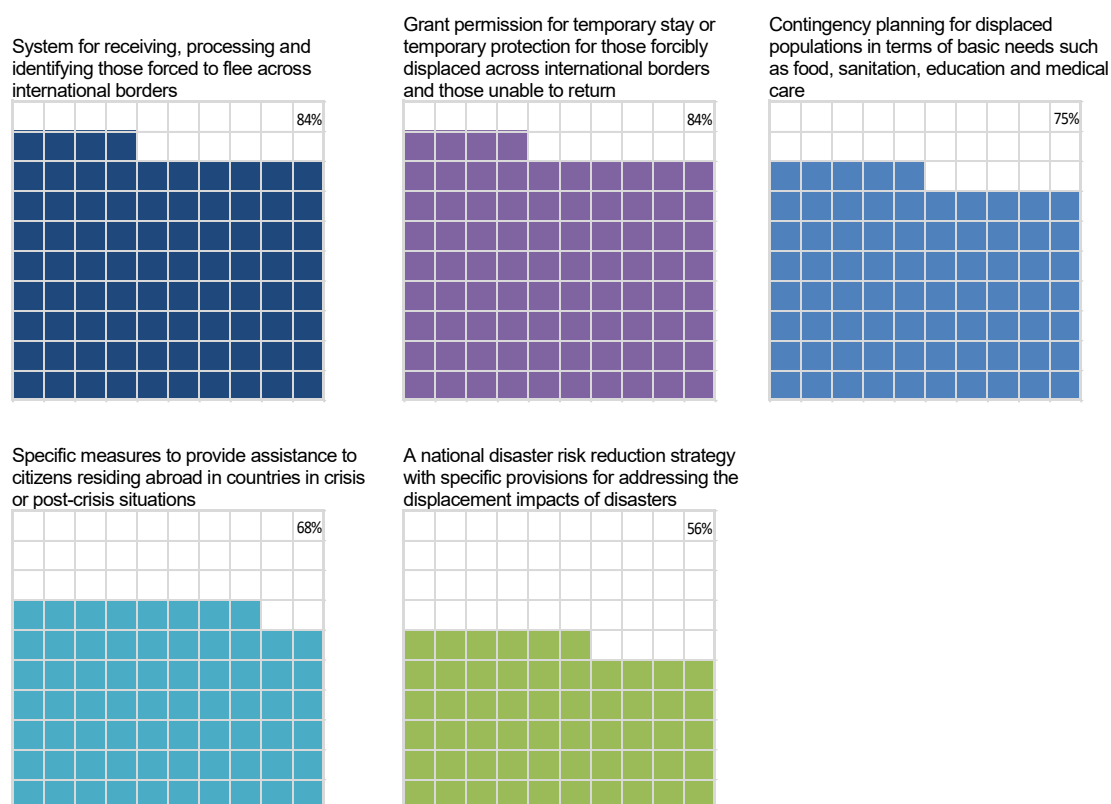 System for receiving, processing and
identifying those forced to flee across
international borders
84%
Grant permission for temporary stay or
temporary protection for those forcibly
displaced across international borders
and those unable to return
84%
Contingency planning for displaced
populations in terms of basic needs such
as food, sanitation, education and medical
care
75%
Specific measures to provide assistance to
citizens residing abroad in countries in crisis
or post-crisis situations
68%
A national disaster risk reduction strategy
with specific provisions for addressing the
displacement impacts of disasters
56%